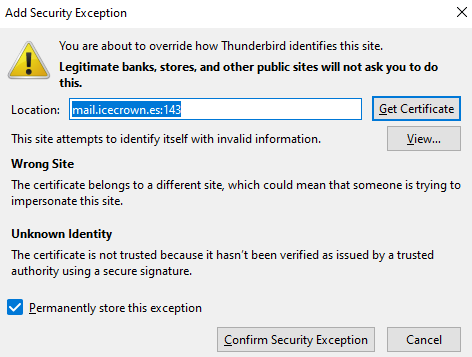 Add Security Exception
You are about to override how Thunderbird identifies this site.
Legitimate banks, stores, and other public sites will not ask you to do
this.
Location: mail.icecrown.es:143 Get Certificate
This site attempts to identify itself with invalid information. View...
Wrong Site
The certificate belongs to a different site, which could mean that someone is trying to
impersonate this site.
Unknown Identity
The certificate is not trusted because it hasn't been verified as issued by a trusted
authority using a secure signature.
Permanently store this exception
Confirm Security Exception Cancel